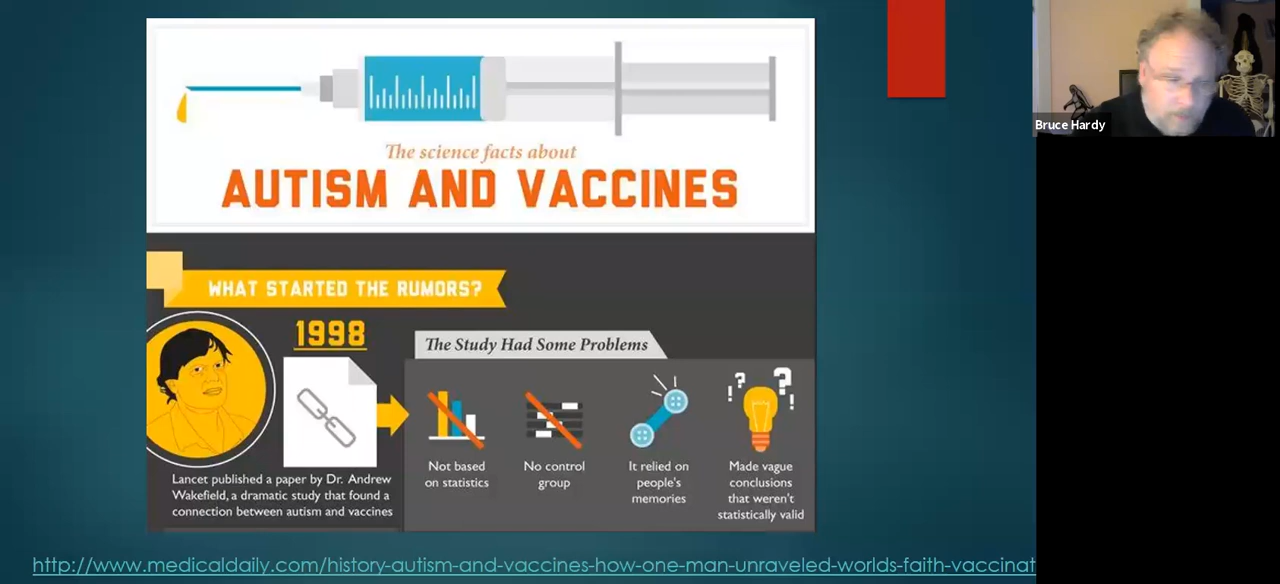 The science facts about
AUTISM AND VACCINES
WHAT STARTED THE RUMORS?
1998
Lancet published a paper by Dr. Andrew
Wakefield, a dramatic study that found a
connection between autism and vaccines
The Study Had Some Problems
Not based
on statistics
No control
group
It relied on
people's
memories
Made vague
conclusions
that weren't
statistically valid
? ? ? ! !
http://www.medicaldaily.com/history-autism-and-vaccines-how-one-man-unraveled-worlds-faith-vaccinat
Bruce Hardy